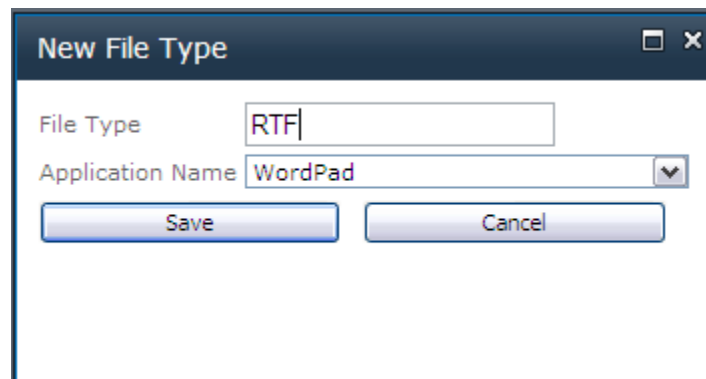 New File Type
File Type RTF
Application Name WordPad
Save Cancel